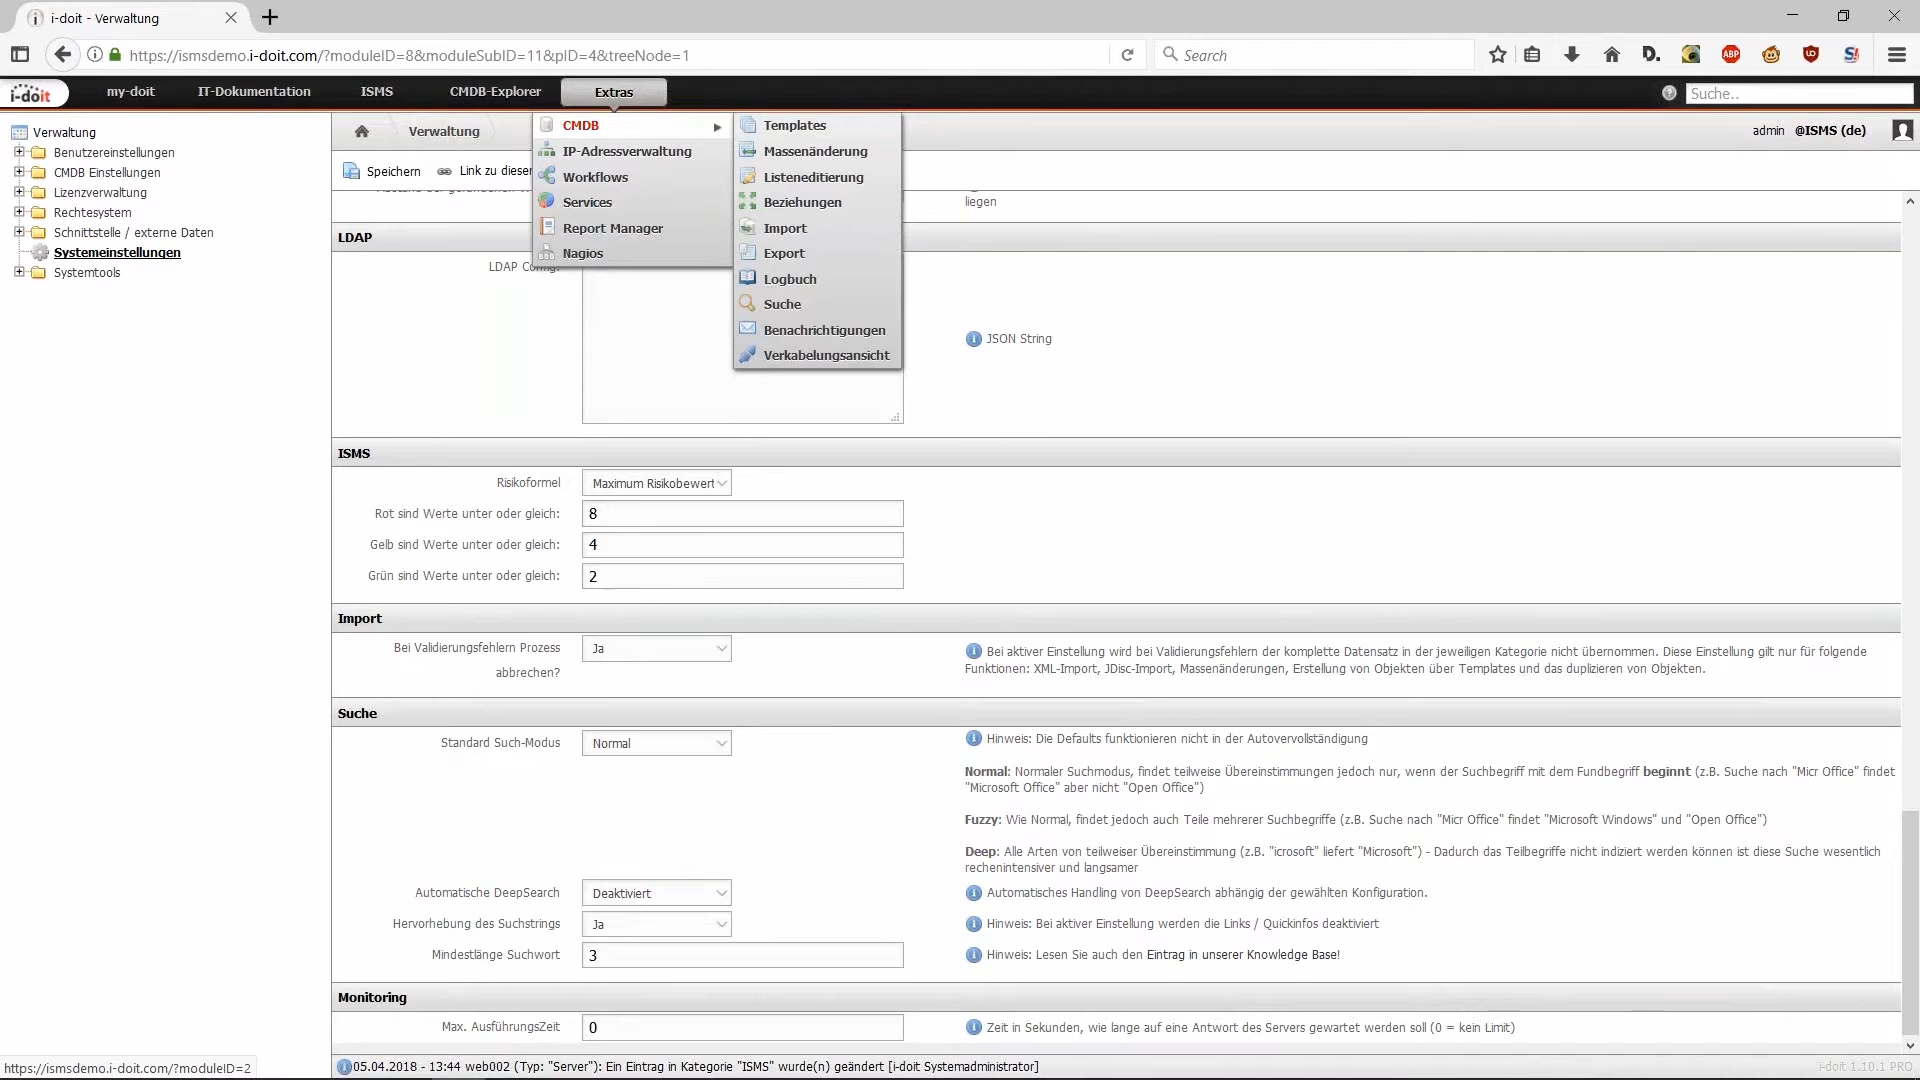 i-doit - Verwaltung
https://ismsdemo.i-doit.com/?moduleID=8&moduleSubID=11&pID=4&treeNode=1
Search
D.
ABP
S!
i-doit
my-doit
IT-Dokumentation
ISMS
CMDB-Explorer
Extras
Suche..
Verwaltung
Benutzereinstellungen
CMDB Einstellungen
Lizenzverwaltung
Rechtesystem
Schnittstelle / externe Daten
Systemeinstellungen
Systemtools
Verwaltung
admin @ISMS (de)
Speichern
Link zu dieser
CMDB
IP-Adressverwaltung
Workflows
Services
Report Manager
Nagios
Templates
Massenänderung
Listeneditierung
Beziehungen
Import
Export
Logbuch
Suche
Benachrichtigungen
Verkabelungsansicht
liegen
LDAP
LDAP Config:
JSON String
ISMS
Risikoformel
Maximum Risikobewert
Rot sind Werte unter oder gleich:
8
Gelb sind Werte unter oder gleich:
4
Grün sind Werte unter oder gleich:
2
Import
Bei Validierungsfehlern Prozess
abbrechen?
Ja
Bei aktiver Einstellung wird bei Validierungsfehlern der komplette Datensatz in der jeweiligen Kategorie nicht übernommen. Diese Einstellung gilt nur für folgende
Funktionen: XML-Import, JDisc-Import, Massenänderungen, Erstellung von Objekten über Templates und das duplizieren von Objekten.
Suche
Standard Such-Modus
Normal
Hinweis: Die Defaults funktionieren nicht in der Autovervollständigung
Normal: Normaler Suchmodus, findet teilweise Übereinstimmungen jedoch nur, wenn der Suchbegriff mit dem Fundbegriff beginnt (z.B. Suche nach "Micr Office" findet
"Microsoft Office" aber nicht "Open Office")
Fuzzy: Wie Normal, findet jedoch auch Teile mehrerer Suchbegriffe (z.B. Suche nach "Micr Office" findet "Microsoft Windows" und "Open Office")
Deep: Alle Arten von teilweiser Übereinstimmung (z.B. "icrosoft" liefert "Microsoft") - Dadurch das Teilbegriffe nicht indiziert werden können ist diese Suche wesentlich
rechenintensiver und langsamer
Automatische DeepSearch
Deaktiviert
Automatisches Handling von DeepSearch abhängig der gewählten Konfiguration.
Hervorhebung des Suchstrings
Ja
Hinweis: Bei aktiver Einstellung werden die Links / Quickinfos deaktiviert
Mindestlänge Suchwort
3
Hinweis: Lesen Sie auch den Eintrag in unserer Knowledge Base!
Monitoring
Max. AusführungsZeit
0
Zeit in Sekunden, wie lange auf eine Antwort des Servers gewartet werden soll (0 = kein Limit)
https://ismsdemo.i-doit.com/?moduleID=2
05.04.2018 - 13:44 web002 (Typ: "Server"): Ein Eintrag in Kategorie "ISMS" wurde(n) geändert [i-doit Systemadministrator]
i-doit 1.10.1 PRO